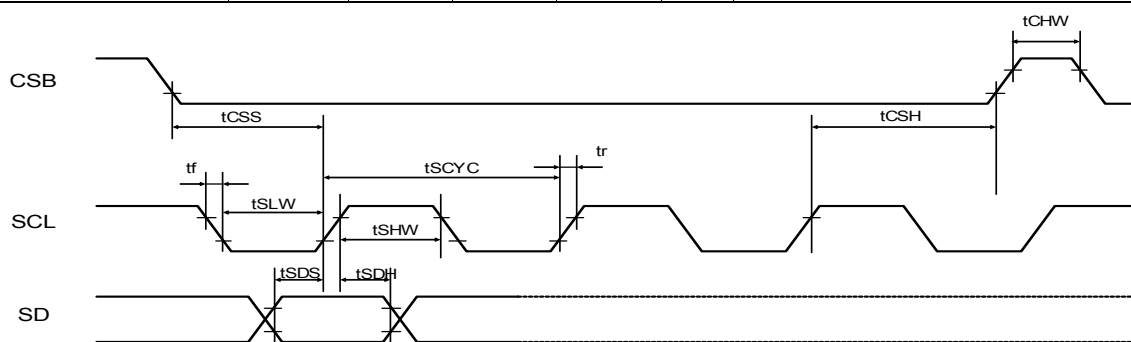 tCHW
CSB
tCSS
tCSH
tf
tSCYC
tr
tSLW
SCL
tSHW
tSDS
tSDH
SD